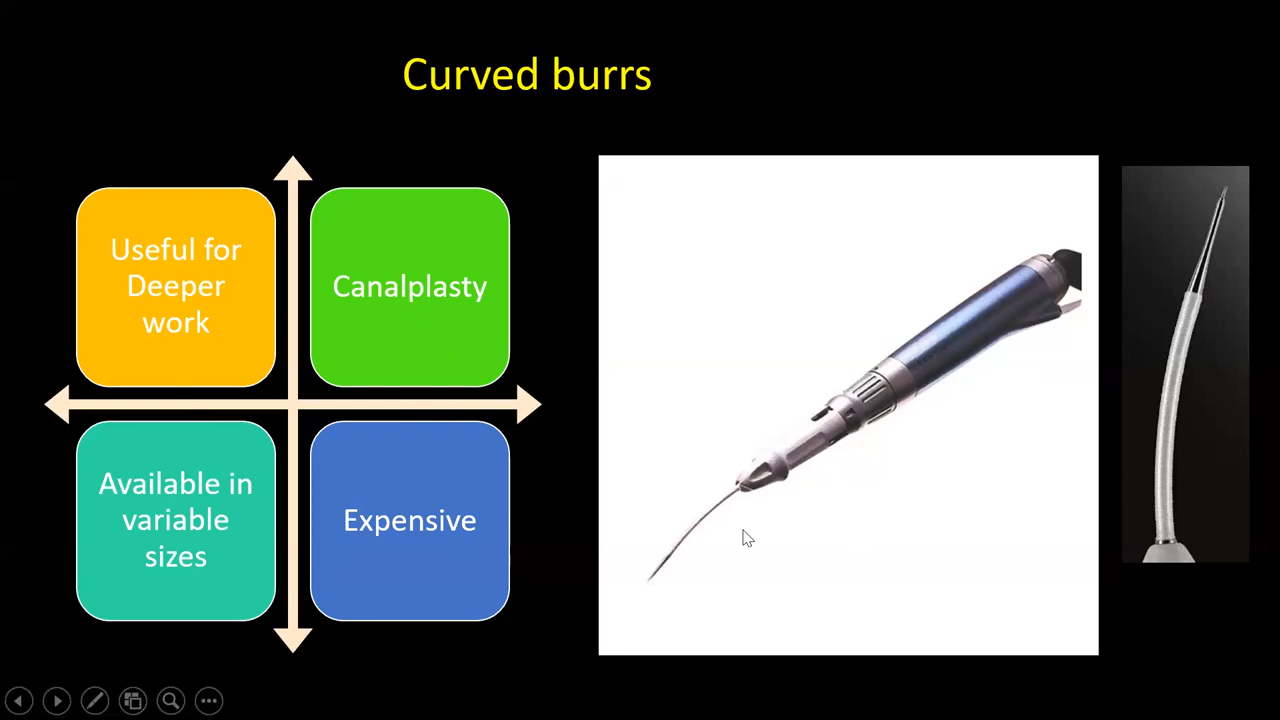 Curved burrs
Useful for
Deeper
work
Canalplasty
Available in
variable
sizes
Expensive